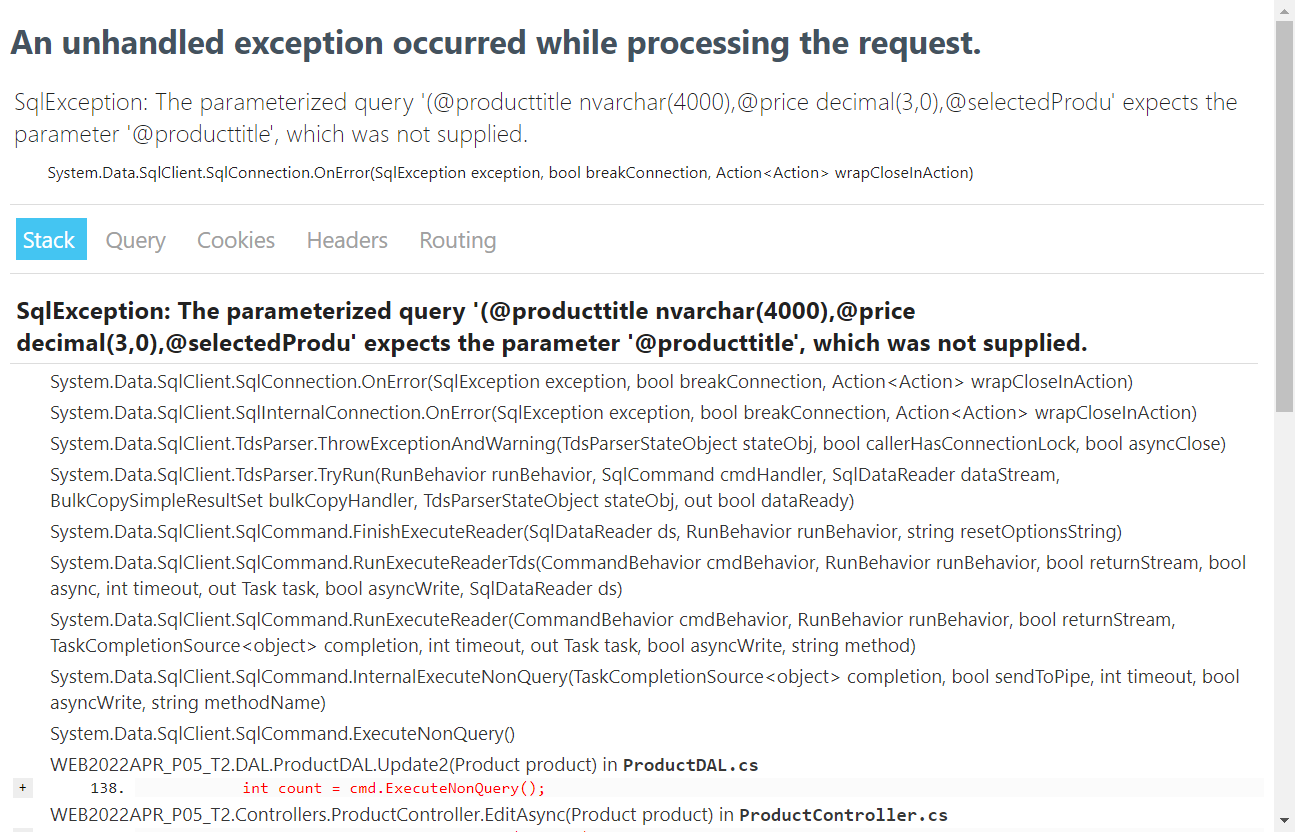 An unhandled exception occurred while processing the request.
SqlException: The parameterized query '(@producttitle nvarchar(4000),@price decimal(3,0),@selectedProdu' expects the
parameter '@producttitle', which was not supplied.
System.Data.SqlClient.SqlConnection.OnError(SqlException exception, bool breakConnection, Action<Action> wrapCloseInAction)
Stack Query Cookies Headers Routing
SqlException: The parameterized query '(@producttitle nvarchar(4000),@price
decimal(3,0),@selectedProdu' expects the parameter '@producttitle', which was not supplied.
System.Data.SqlClient.SqlConnection.OnError(SqlException exception, bool breakConnection, Action<Action> wrapCloseInAction)
System.Data.SqlClient.SqlInternalConnection.OnError(SqlException exception, bool breakConnection, Action<Action> wrapCloseInAction)
System.Data.SqlClient.TdsParser.ThrowExceptionAndWarning(TdsParserStateObject stateObj, bool callerHasConnectionLock, bool asyncClose)
System.Data.SqlClient.TdsParser.TryRun(RunBehavior runBehavior, SqlCommand cmdHandler, SqlDataReader dataStream,
BulkCopySimpleResultSet bulkCopyHandler, TdsParserStateObject stateObj, out bool dataReady)
System.Data.SqlClient.SqlCommand.FinishExecuteReader(SqlDataReader ds, RunBehavior runBehavior, string resetOptionsString)
System.Data.SqlClient.SqlCommand.RunExecuteReaderTds(CommandBehavior cmdBehavior, RunBehavior runBehavior, bool returnStream, bool
async, int timeout, out Task task, bool asyncWrite, SqlDataReader ds)
System.Data.SqlClient.SqlCommand.RunExecuteReader(CommandBehavior cmdBehavior, RunBehavior runBehavior, bool returnStream,
TaskCompletionSource<object> completion, int timeout, out Task task, bool asyncWrite, string method)
System.Data.SqlClient.SqlCommand.InternalExecuteNonQuery(TaskCompletionSource<object> completion, bool sendToPipe, int timeout, bool
asyncWrite, string methodName)
System.Data.SqlClient.SqlCommand.ExecuteNonQuery()
WEB2022APR_P05_T2.DAL.ProductDAL.Update2(Product product) in ProductDAL.cs
+ 138. int count = cmd.ExecuteNonQuery();
WEB2022APR_P05_T2.Controllers.ProductController.EditAsync(Product product) in ProductController.cs